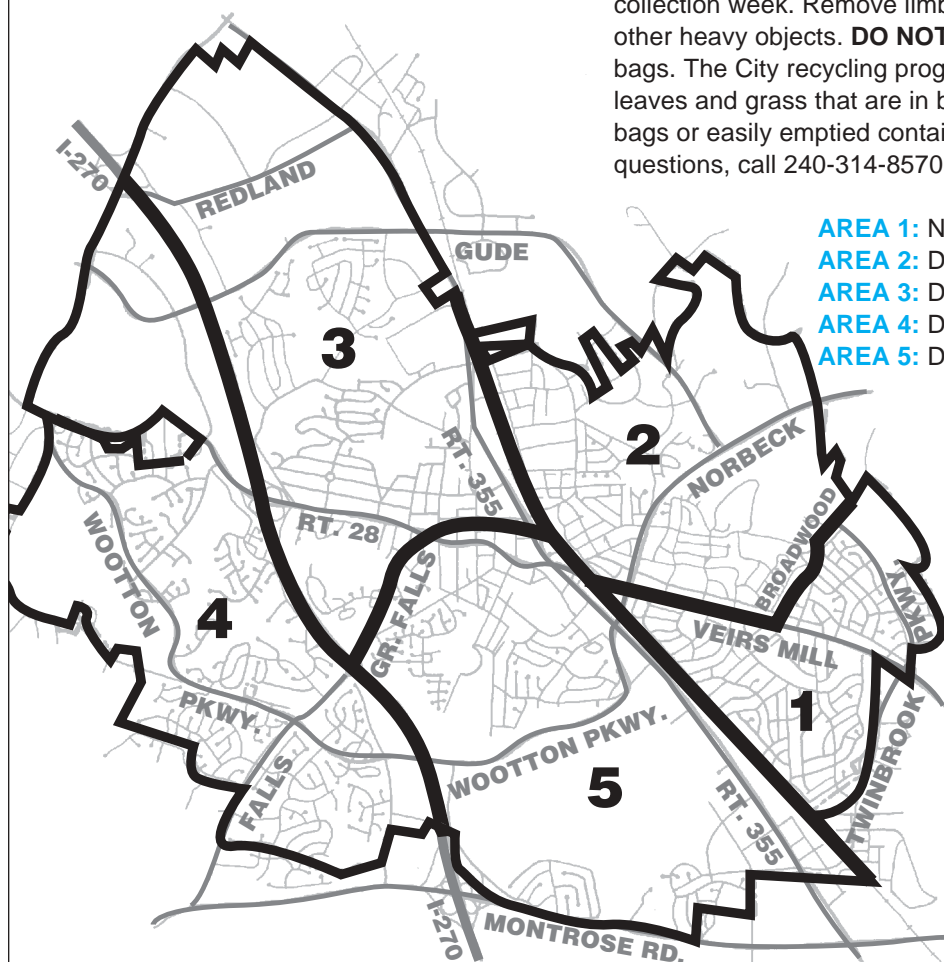 collection week. Remove limb
other heavy objects. DO NOT
bags. The City recycling prog
leaves and grass that are in b
bags or easily emptied contai
questions, call 240-314-8570
AREA 1: N
AREA 2: D
AREA 3: D
AREA 4: D
AREA 5: D
I-270
REDLAND
GUDE
3
2
RT. 355
NORBECK
WOOTTON
RT. 28
BROADWOOD
4
GR. FALLS
VEIRS MILL
PKWY.
1
PKWY.
WOOTTON PKWY.
5
TWINBROOK
FALLS
RT. 355
I-270
MONTROSE RD.